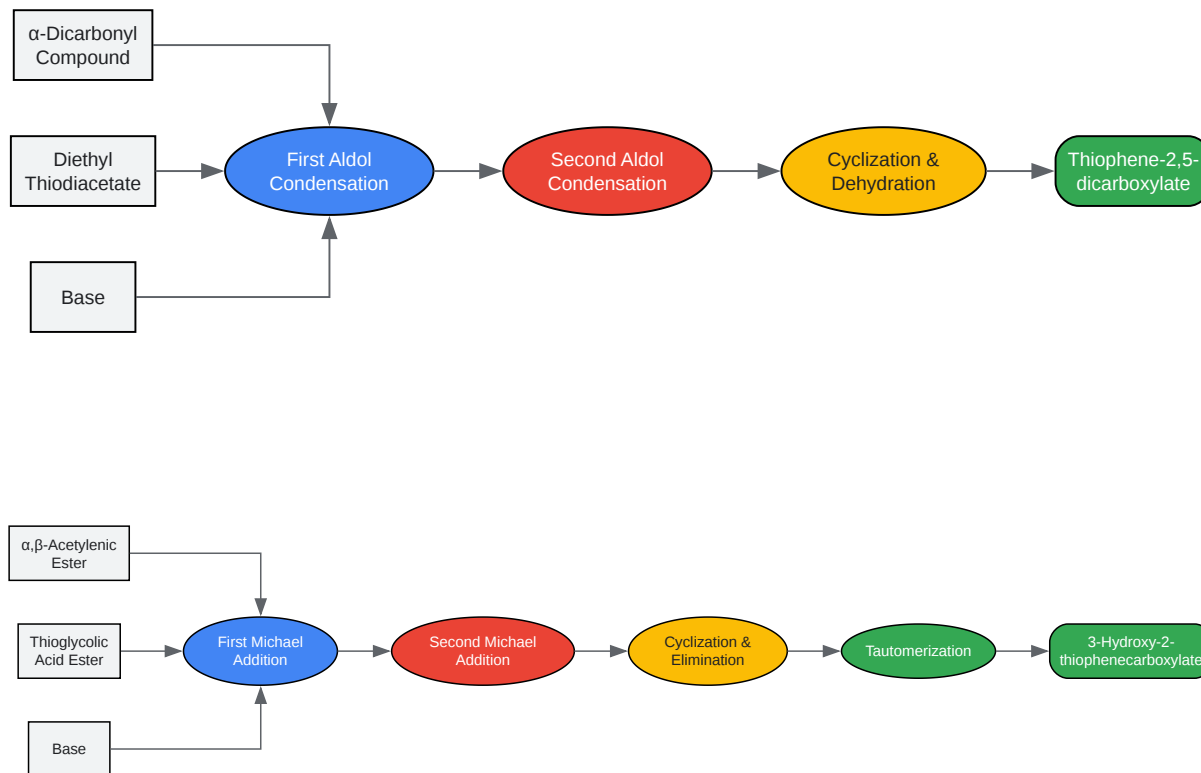 α-Dicarbonyl
Compound
Diethyl
Thiodiacetate
Base
First Aldol
Condensation
Second Aldol
Condensation
Cyclization &
Dehydration
Thiophene-2,5-
dicarboxylate
α,β-Acetylenic
Ester
Thioglycolic
Acid Ester
Base
First Michael
Addition
Second Michael
Addition
Cyclization &
Elimination
Tautomerization
3-Hydroxy-2-
thiophenecarboxylate